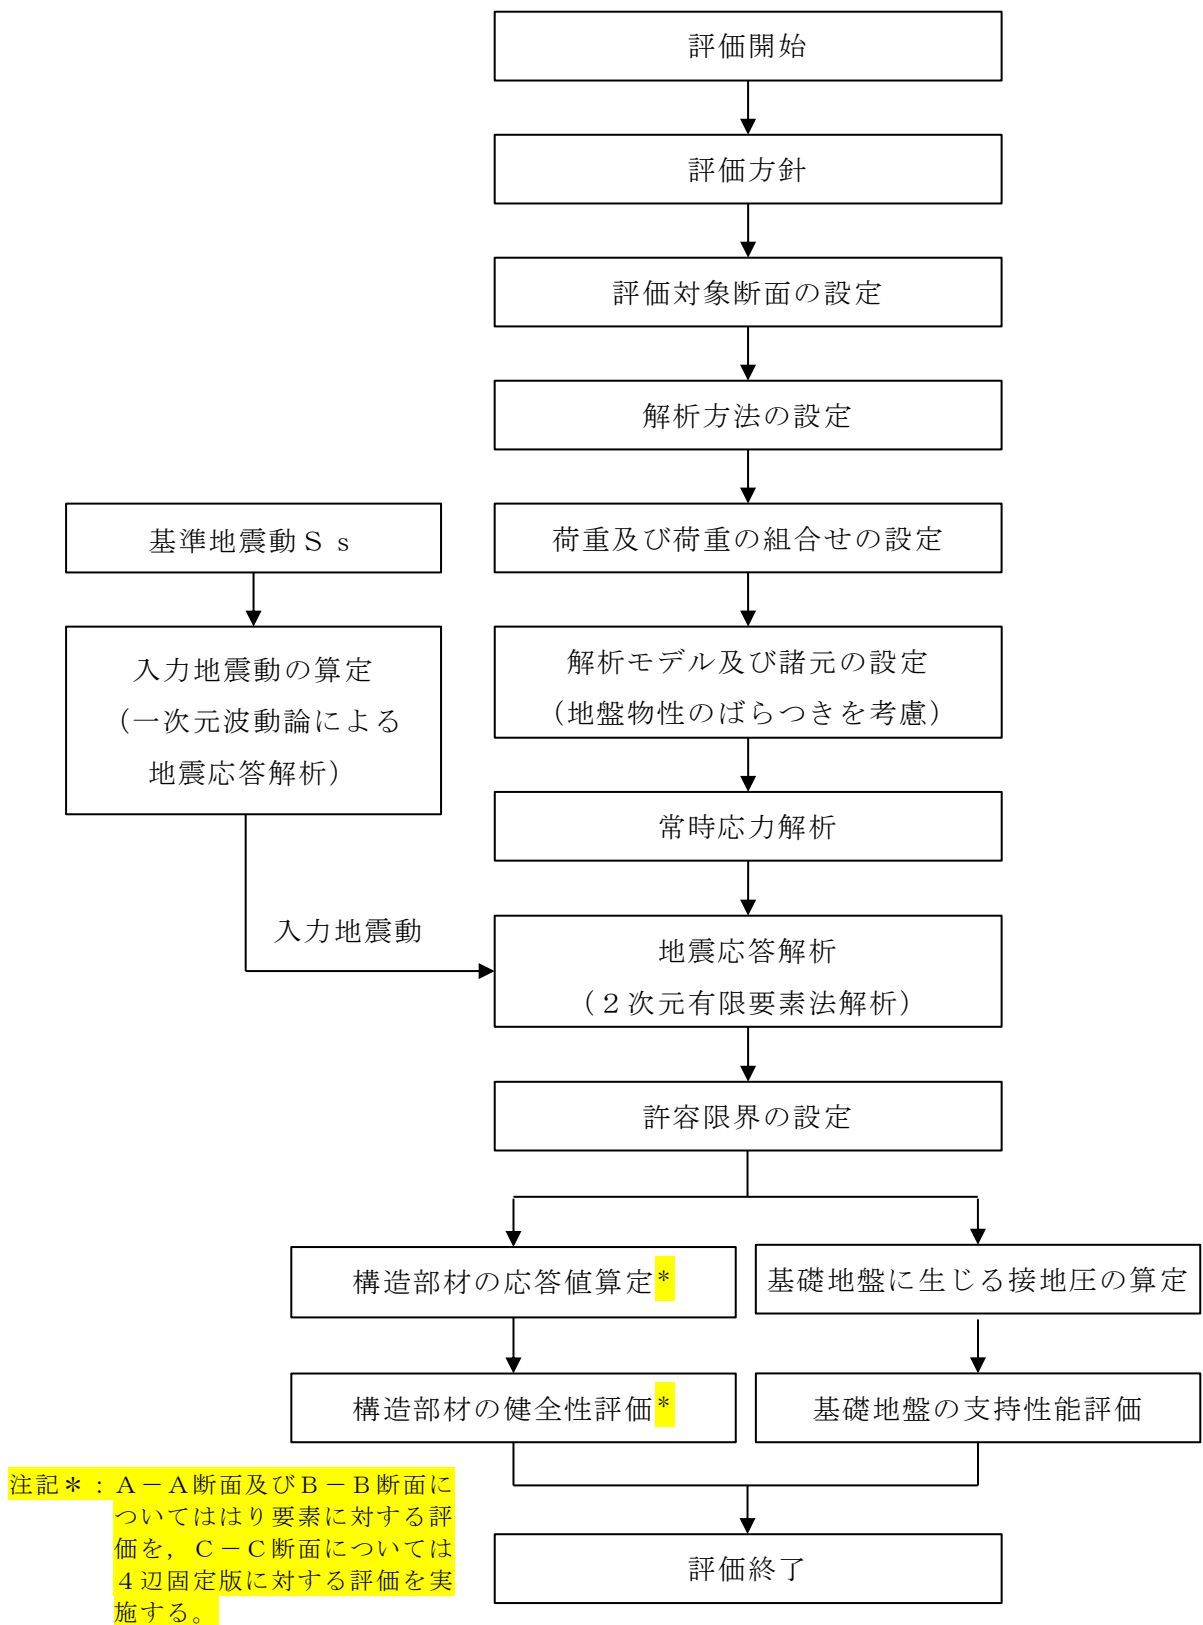 評価開始
評価方針
評価対象断面の設定
解析方法の設定
基準地震動Ｓｓ
荷重及び荷重の組合せの設定
入力地震動の算定
（一次元波動論による
地震応答解析）
解析モデル及び諸元の設定
（地盤物性のばらつきを考慮）
常時応力解析
入力地震動
地震応答解析
（２次元有限要素法解析）
許容限界の設定
構造部材の応答値算定*
基礎地盤に生じる接地圧の算定
構造部材の健全性評価*
基礎地盤の支持性能評価
注記＊：Ａ－Ａ断面及びＢ－Ｂ断面に
ついてははり要素に対する評
価を，Ｃ－Ｃ断面については
４辺固定版に対する評価を実
施する。
評価終了